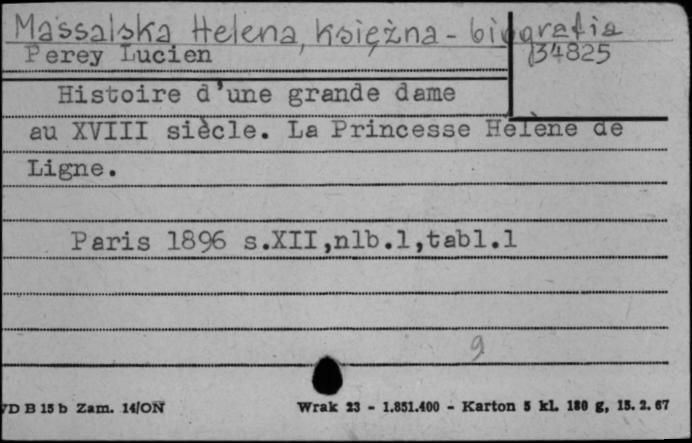 Massalska Helena, księżna - biografia
Perey Lucien
34825
Histoire d'une grande dame
au XVIII siècle. La Princesse Helène de
Ligne.
Paris 1896 s.XII,nlb.1,tabl.1
9
D B 15 b Zam. 14/ON
Wrak 23 - 1.851.400 - Karton 5 kl. 180 g, 15.2.67